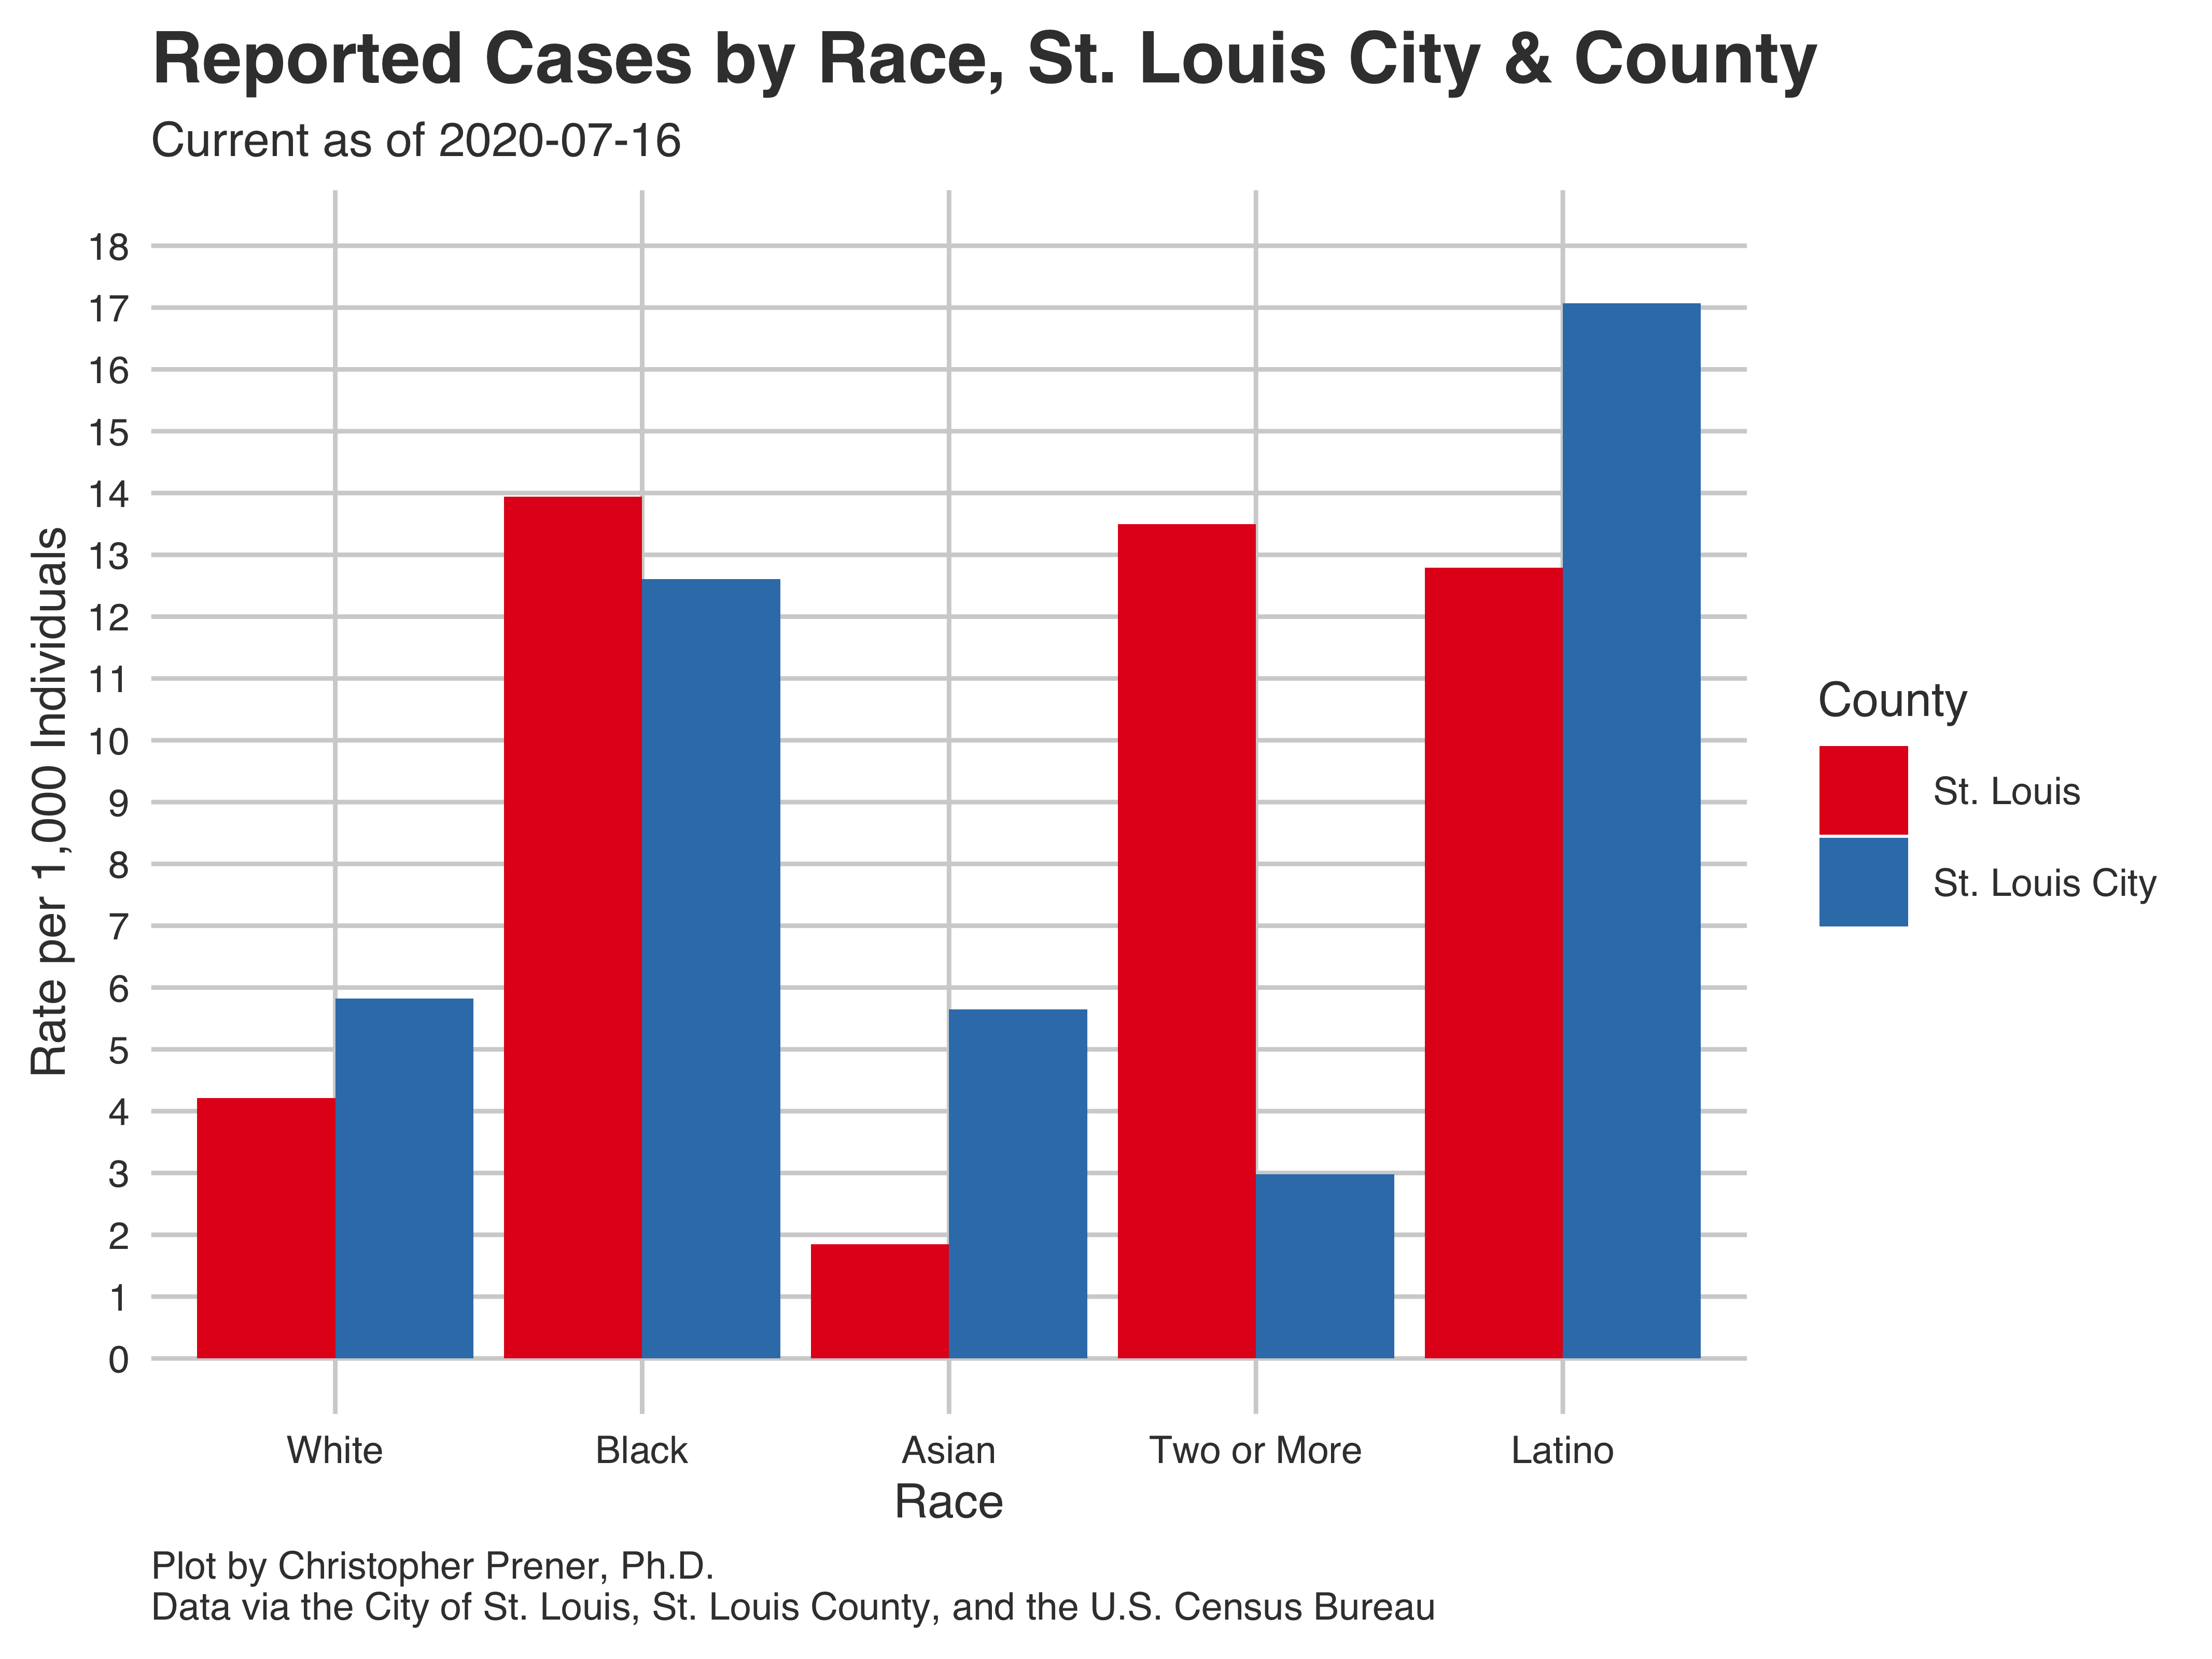 Reported Cases by Race, St. Louis City & County
Current as of 2020-07-16
Rate per 1,000 Individuals
18
17
16
15
14
13
12
11
10
9
8
7
6
5
4
3
2
1
0
White Black Asian Two or More Latino
Race
County
St. Louis
St. Louis City
Plot by Christopher Prener, Ph.D.
Data via the City of St. Louis, St. Louis County, and the U.S. Census Bureau